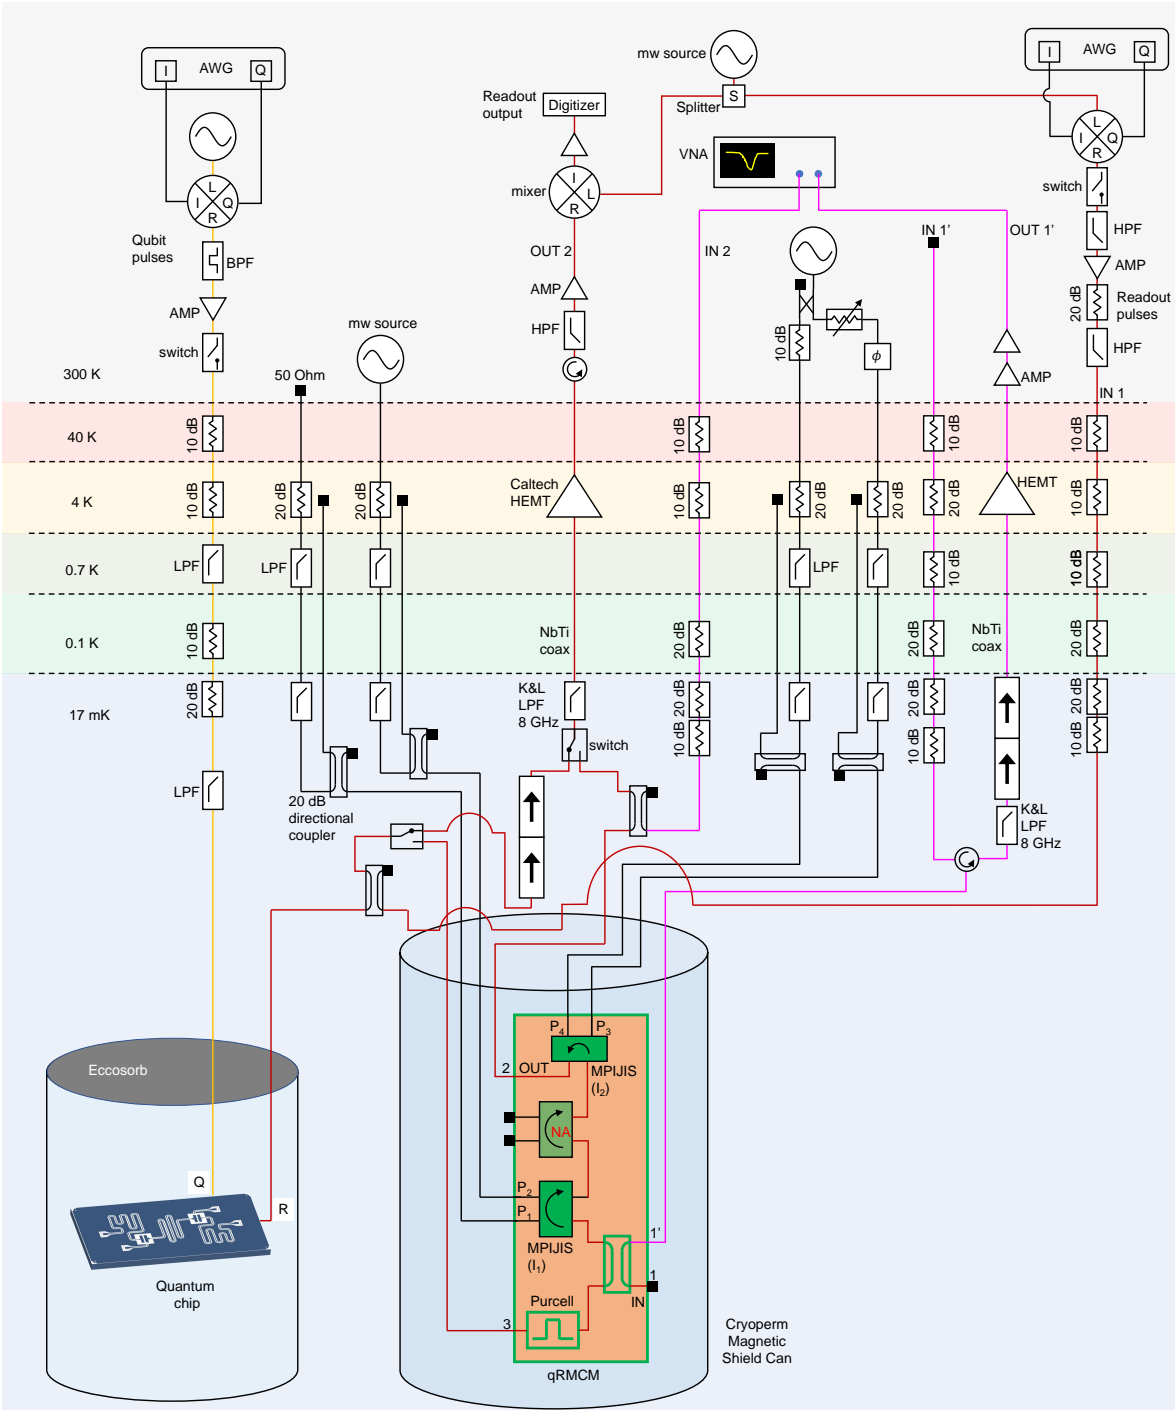 I
AWG
Q
L
I
Q
R
Qubit
pulses
BPF
AMP
switch
mw source
50 Ohm
300 K
Readout
output
Digitizer
mixer
I
L
R
OUT 2
AMP
HPF
mw source
Splitter
S
VNA
IN 2
10 dB
ϕ
IN 1'
OUT 1'
AMP
I
AWG
Q
L
I
Q
R
switch
HPF
AMP
20 dB
Readout
pulses
HPF
IN 1
40 K
10 dB
10 dB
10 dB
10 dB
4 K
10 dB
20 dB
20 dB
Caltech
HEMT
10 dB
20 dB
20 dB
20 dB
HEMT
10 dB
0.7 K
LPF
LPF
LPF
10 dB
10 dB
0.1 K
10 dB
NbTi
coax
20 dB
20 dB
NbTi
coax
20 dB
17 mK
20 dB
K&L
LPF
8 GHz
switch
20 dB
10 dB
20 dB
10 dB
20 dB
10 dB
LPF
20 dB
directional
coupler
K&L
LPF
8 GHz
Eccosorb
Q
R
Quantum
chip
P4
P3
2
OUT
MPIJIS
(I2)
NA
P2
P1
MPIJIS
(I1)
1'
1
IN
Purcell
3
qRMCM
Cryoperm
Magnetic
Shield Can